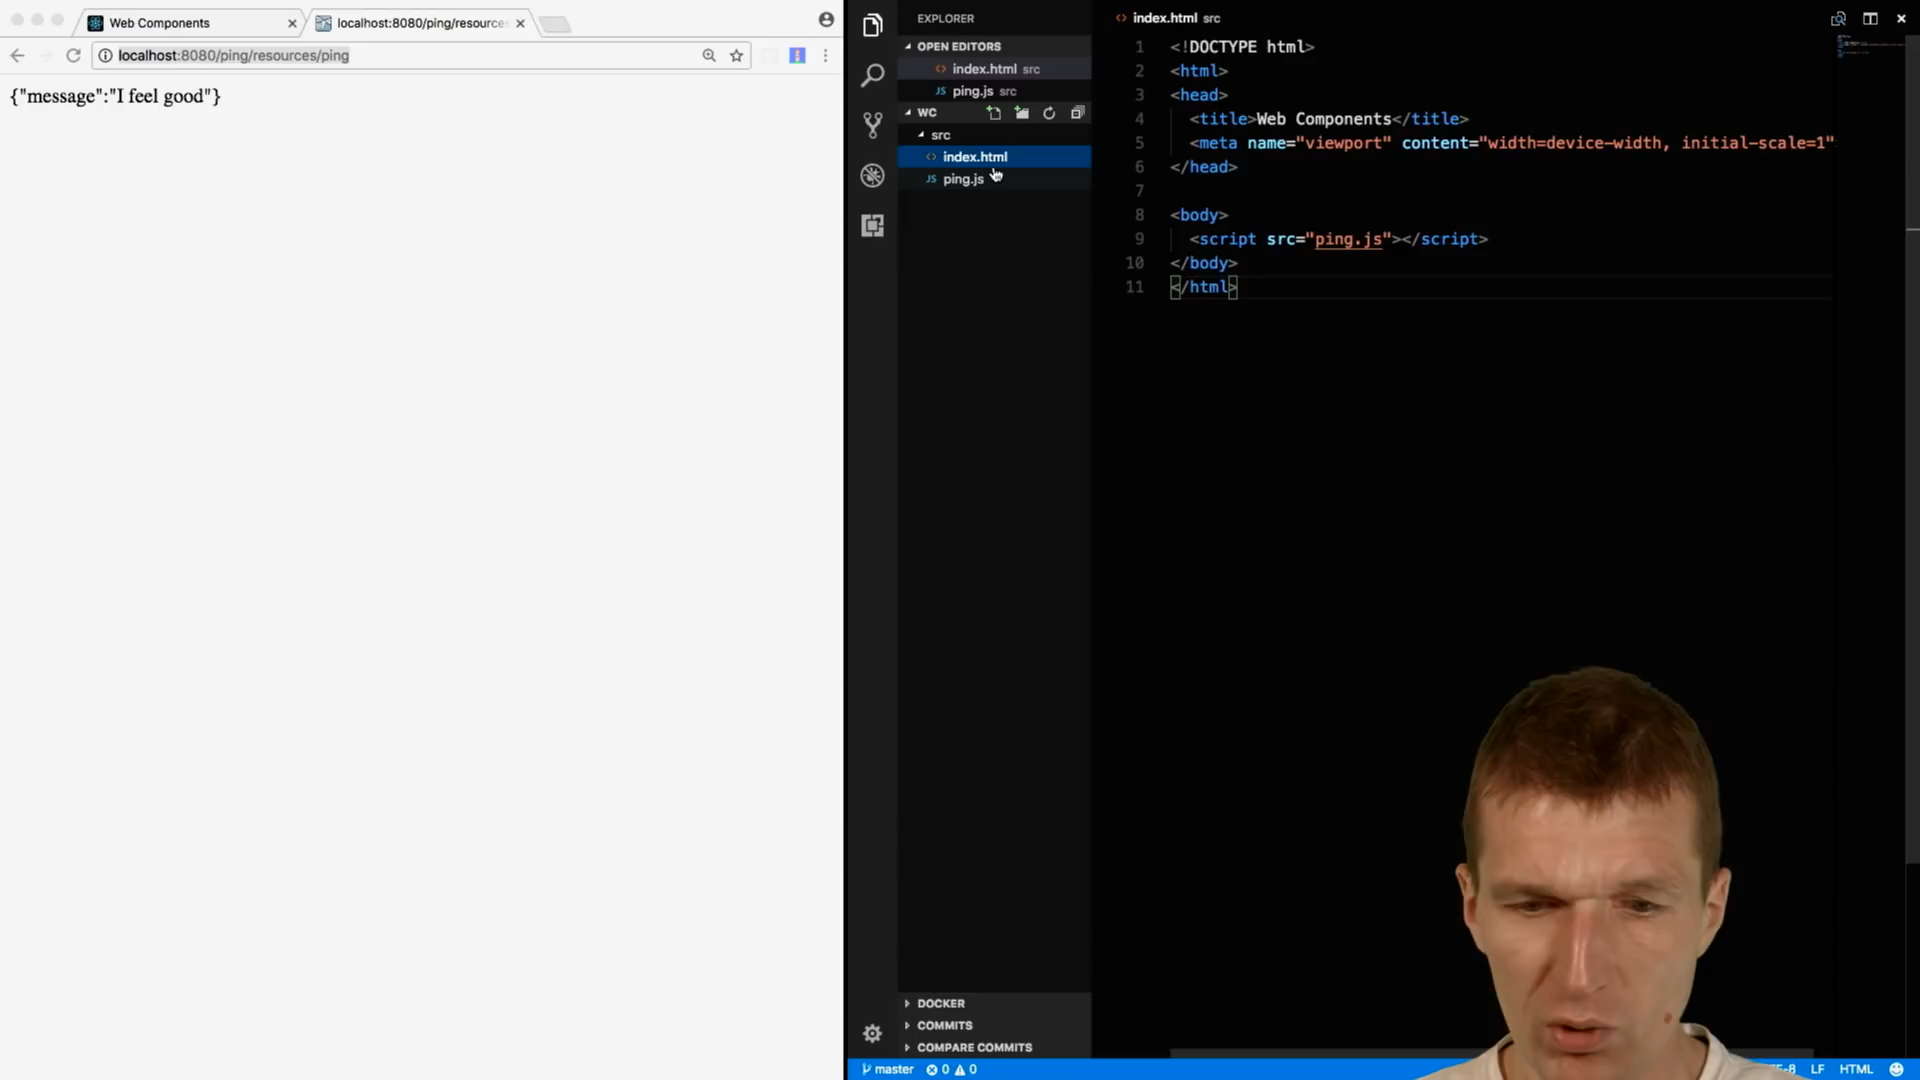 Web Components
localhost:8080/ping/resources
localhost:8080/ping/resources/ping
{"message":"I feel good"}
EXPLORER
OPEN EDITORS
index.html src
JS ping.js src
WC
src
index.html
JS ping.js
DOCKER
COMMITS
COMPARE COMMITS
index.html src
1 <!DOCTYPE html>
2 <html>
3 <head>
4 <title>Web Components</title>
5 <meta name="viewport" content="width=device-width, initial-scale=1"
6 </head>
7
8 <body>
9 <script src="ping.js"></script>
10 </body>
11 </html>
master 0 0
LF HTML